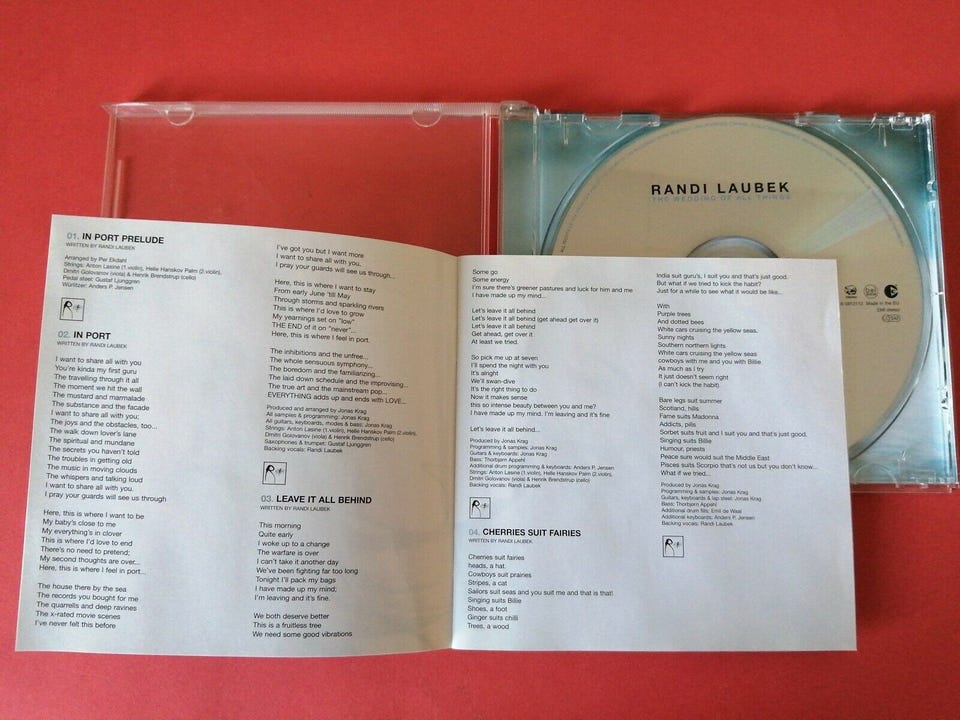 01. IN PORT PRELUDE
WRITTEN BY RANDI LAUBEK
Arranged by Per Ekdahl
Strings: Anton Lasine (1.violin), Helle Hanskov Palm (2.violin),
Dmitri Golovanov (viola) & Henrik Brendstrup (cello)
Pedal steel: Gustaf Ljunggren
Würlitzer: Anders P. Jensen
R
02. IN PORT
WRITTEN BY RANDI LAUBEK
I want to share all with you
You're kinda my first guru
The travelling through it all
The moment we hit the wall
The mustard and marmalade
The substance and the facade
I want to share all with you;
The joys and the obstacles, too...
The walk down lover's lane
The spiritual and mundane
The secrets you haven't told
The troubles in getting old
The music in moving clouds
The whispers and talking loud
I want to share all with you.
I pray your guards will see us through
Here, this is where I want to be
My baby's close to me
My everything's in clover
This is where I'd love to end
There's no need to pretend;
My second thoughts are over...
Here, this is where I feel in port...
The house there by the sea
The records you bought for me
The quarrells and deep ravines
The x-rated movie scenes
I've never felt this before
I've got you but I want more
I want to share all with you,
I pray your guards will see us through...
Here, this is where I want to stay
From early June 'till May
Through storms and sparkling rivers
This is where I'd love to grow
My yearnings set on "low"
THE END of it on "never"...
Here, this is where I feel in port.
The inhibitions and the unfree...
The whole sensuous symphony...
The boredom and the familiarizing...
The laid down schedule and the improvising...
The true art and the mainstream pop...
EVERYTHING adds up and ends with LOVE...
Produced and arranged by Jonas Krag
All samples & programming: Jonas Krag
All guitars, keyboards, modes & bass: Jonas Krag
Strings: Anton Lasine (1.violin), Helle Hanskov Palm (2.violin),
Dmitri Golovanov (viola) & Henrik Brendstrup (cello)
Saxophones & trumpet: Gustaf Ljunggren
Backing vocals: Randi Laubek
R
03. LEAVE IT ALL BEHIND
WRITTEN BY RANDI LAUBEK
This morning
Quite early
I woke up to a change
The warfare is over
I can't take it another day
We've been fighting far too long
Tonight I'll pack my bags
I have made up my mind;
I'm leaving and it's fine.
We both deserve better
This is a fruitless tree
We need some good vibrations
Some go
Some energy
I'm sure there's greener pastures and luck for him and me
I have made up my mind...
Let's leave it all behind
Let's leave it all behind (get ahead get over it)
Let's leave it all behind
Get ahead, get over it
At least we tried.
So pick me up at seven
I'll spend the night with you
It's alright
We'll swan-dive
It's the right thing to do
Now it makes sense
this so intense beauty between you and me?
I have made up my mind. I'm leaving and it's fine
Let's leave it all behind...
Produced by Jonas Krag
Programming & samples: Jonas Krag
Guitars & keyboards: Jonas Krag
Bass: Thorbjørn Appehl
Additional drum programming & keyboards: Anders P. Jensen
Strings: Anton Lasine (1.violin), Helle Hanskov Palm (2.violin),
Dmitri Golovanov (viola) & Henrik Brendstrup (cello)
Backing vocals: Randi Laubek
R
04. CHERRIES SUIT FAIRIES
WRITTEN BY RANDI LAUBEK
Cherries suit fairies
heads, a hat.
Cowboys suit prairies
Stripes, a cat
Sailors suit seas and you suit me and that is that!
Singing suits Billie
Shoes, a foot
Ginger suits chilli
Trees, a wood
India suit guru's, I suit you and that's just good.
But what if we tried to kick the habit?
Just for a while to see what it would be like...
With
Purple trees
And dotted bees
White cars cruising the yellow seas.
Sunny nights
Southern northern lights
White cars cruising the yellow seas
cowboys with me and you with Billie
As much as I try
It just doesn't seem right
(I can't kick the habit)
Bare legs suit summer
Scotland, hills
Fame suits Madonna
Addicts, pills
Sorbet suits fruit and I suit you and that's just good.
Singing suits Billie
Humour, priests
Peace sure would suit the Middle East
Pisces suits Scorpio that's not us but you don't know...
What if we tried...
Produced by Jonas Krag
Programming & samples: Jonas Krag
Guitars, keyboards & lap steel: Jonas Krag
Bass: Thorbjørn Appehl
Additional drum fills: Emil de Waal
Additional keyboards: Anders P. Jensen
Backing vocals: Randi Laubek
R
RANDI LAUBEK
THE WEDDING OF ALL THINGS
Made in the EU
EMI